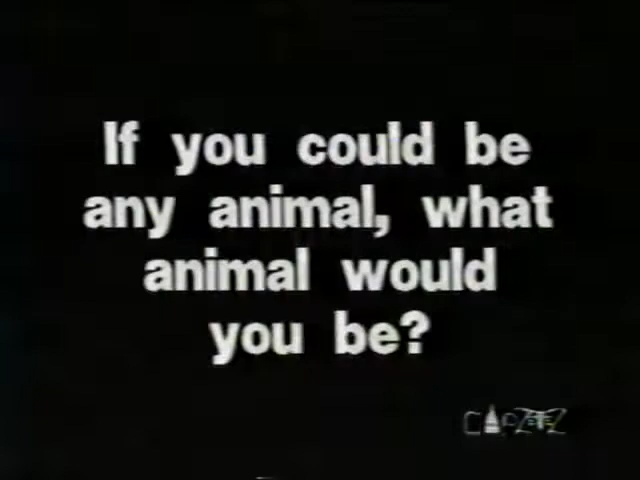 If you could be
any animal, what
animal would
you be?